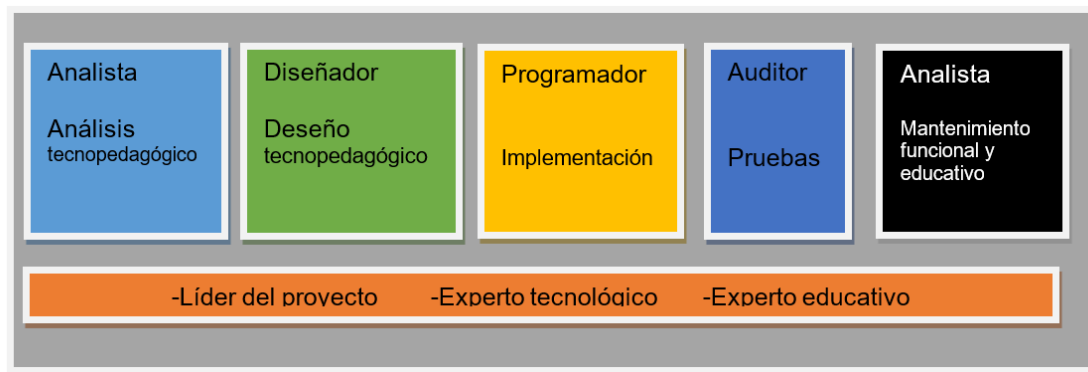 Analista
Análisis
tecnopedagógico
Diseñador
Deseño
tecnopedagógico
Programador
Implementación
Auditor
Pruebas
Analista
Mantenimiento
funcional y
educativo
-Líder del proyecto -Experto tecnológico -Experto educativo